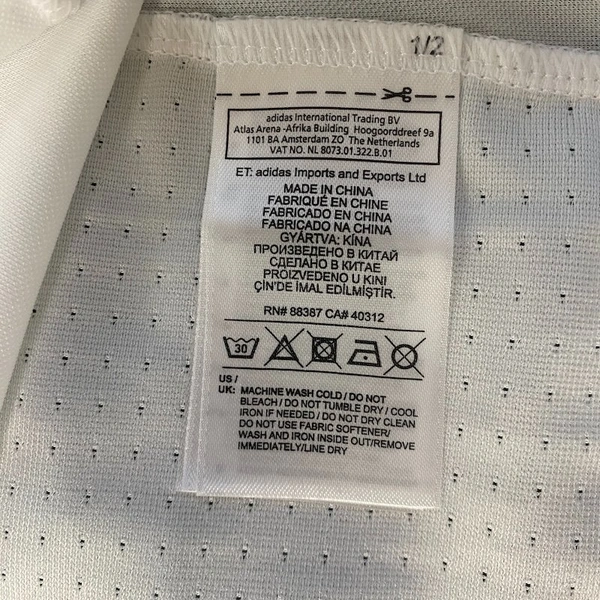 1/2
adidas International Trading BV
Atlas Arena -Afrika Building Hoogoorddreef 9a
1101 BA Amsterdam ZO The Netherlands
VAT NO. NL 8073.01.322.B.01
ET: adidas Imports and Exports Ltd
MADE IN CHINA
FABRIQUÉ EN CHINE
FABRICADO EN CHINA
FABRICADO NA CHINA
GYÁRTVA: KÍNA
ПРОИЗВЕДЕНО В КИТАЙ
СДЕЛАНО В КИТАЕ
PROIZVEDENO U KINI
ÇIN'DE IMAL EDİLMİŞTİR.
RN# 88387 CA# 40312
30
US /
UK: MACHINE WASH COLD / DO NOT
BLEACH / DO NOT TUMBLE DRY / COOL
IRON IF NEEDED / DO NOT DRY CLEAN
DO NOT USE FABRIC SOFTENER/
WASH AND IRON INSIDE OUT/REMOVE
IMMEDIATELY/LINE DRY